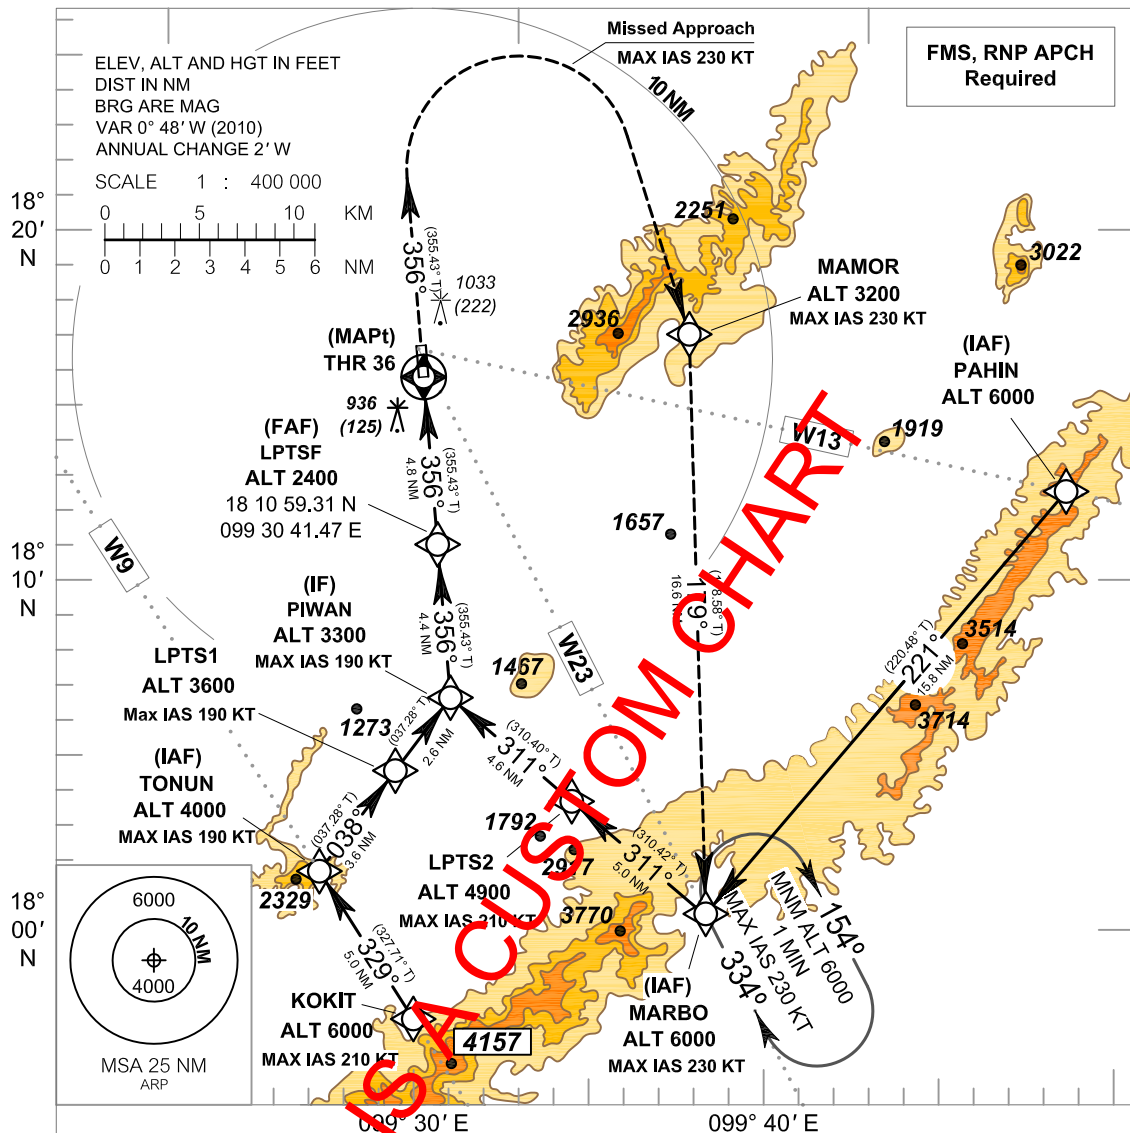 ELEV, ALT AND HGT IN FEET
DIST IN NM
BRG ARE MAG
VAR 0° 48′ W (2010)
ANNUAL CHANGE 2′ W
SCALE 1 : 400 000
0 5 10 KM
0 1 2 3 4 5 6 NM
Missed Approach
MAX IAS 230 KT
10 NM
FMS, RNP APCH
Required
18°
20′
N
356°
(355.43° T)
1033
(222)
2251
3022
MAMOR
ALT 3200
MAX IAS 230 KT
2936
(MAPt)
THR 36
(IAF)
PAHIN
ALT 6000
936
(125)
W13
1919
(FAF)
LPTSF
ALT 2400
18 10 59.31 N
099 30 41.47 E
356°
(355.43° T)
4.8 NM
1657
W9
18°
10′
N
(IF)
PIWAN
ALT 3300
MAX IAS 190 KT
356°
(355.43° T)
4.4 NM
179°
16.6 NM
3514
221°
(220.48° T)
15.8 NM
LPTS1
ALT 3600
Max IAS 190 KT
1467
W23
1273
3714
(037.28° T)
2.6 NM
311°
(310.40° T)
4.6 NM
(IAF)
TONUN
ALT 4000
MAX IAS 190 KT
038°
(037.28° T)
3.6 NM
1792
LPTS2
ALT 4900
MAX IAS 210 KT
311°
(310.42° T)
5.0 NM
2329
3770
18°
00′
N
329°
(327.71° T)
5.0 NM
KOKIT
ALT 6000
MAX IAS 210 KT
4157
(IAF)
MARBO
ALT 6000
MAX IAS 230 KT
154°
MNM ALT 6000
1 MIN
MAX IAS 230 KT
334°
6000
10 NM
4000
MSA 25 NM
ARP
099° 30′ E
099° 40′ E
IS A CUSTOM CHART